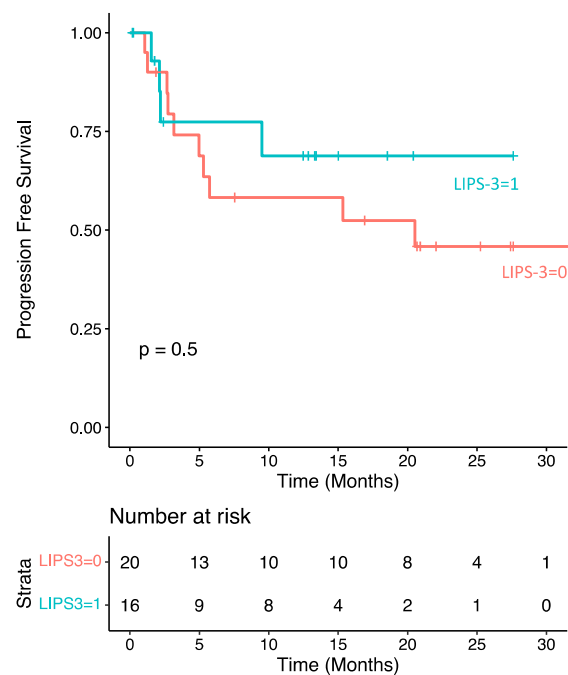 Progression Free Survival
1.00
0.75
0.50
0.25
0.00
LIPS-3=1
LIPS-3=0
p = 0.5
0 5 10 15 20 25 30
Time (Months)
Number at risk
Strata
LIPS3=0 20 13 10 10 8 4 1
LIPS3=1 16 9 8 4 2 1 0
0 5 10 15 20 25 30
Time (Months)